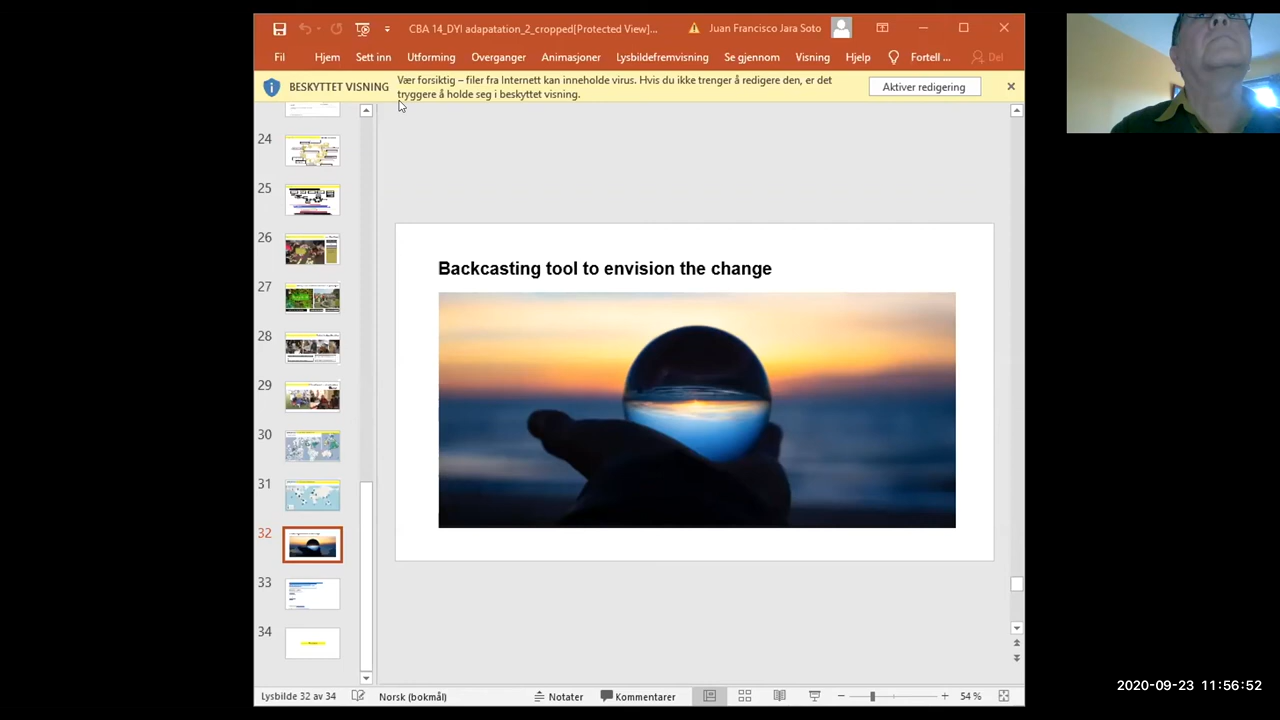 CBA 14_DYI adapatation_2_cropped[Protected View]...
Juan Francisco Jara Soto
Fil Hjem Sett inn Utforming Overganger Animasjoner Lysbildefremvisning Se gjennom Visning Hjelp Fortell ... Del
BESKYTTET VISNING
Vær forsiktig – filer fra Internett kan inneholde virus. Hvis du ikke trenger å redigere den, er det
tryggere å holde seg i beskyttet visning.
Aktiver redigering
24
25
26
27
28
29
30
31
32
33
34
Backcasting tool to envision the change
Lysbilde 32 av 34 Norsk (bokmål) Notater Kommentarer 54 %
2020-09-23 11:56:52